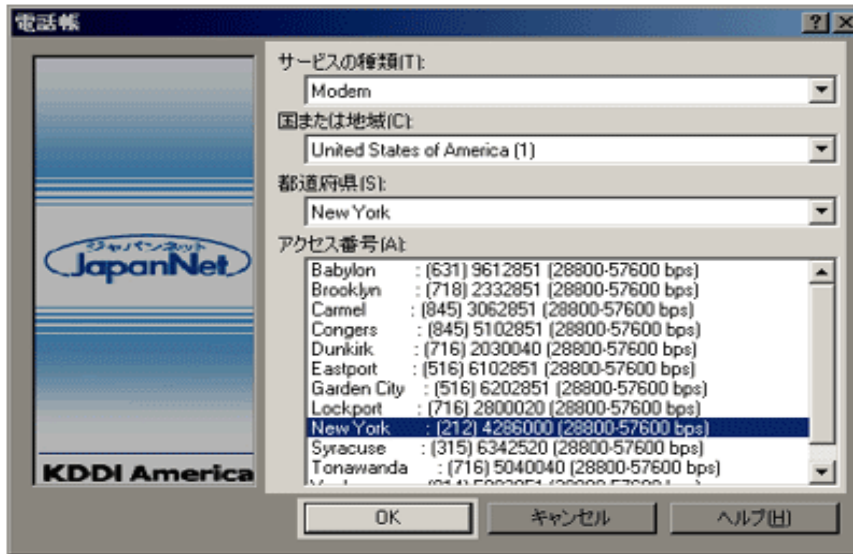 電話帳
サービスの種類(T):
Modem
国または地域(C):
United States of America (1)
都道府県(S):
New York
アクセス番号(A):
Babylon : (631) 9612851 (28800-57600 bps)
Brooklyn : (718) 2332851 (28800-57600 bps)
Carmel : (845) 3062851 (28800-57600 bps)
Congers : (845) 5102851 (28800-57600 bps)
Dunkirk : (716) 2030040 (28800-57600 bps)
Eastport : (516) 6102851 (28800-57600 bps)
Garden City : (516) 6202851 (28800-57600 bps)
Lockport : (716) 2800020 (28800-57600 bps)
New York : (212) 4286000 (28800-57600 bps)
Syracuse : (315) 6342520 (28800-57600 bps)
Tonawanda : (716) 5040040 (28800-57600 bps)
ジャパンネット
JapanNet
KDDI America
OK
キャンセル
ヘルプ(H)